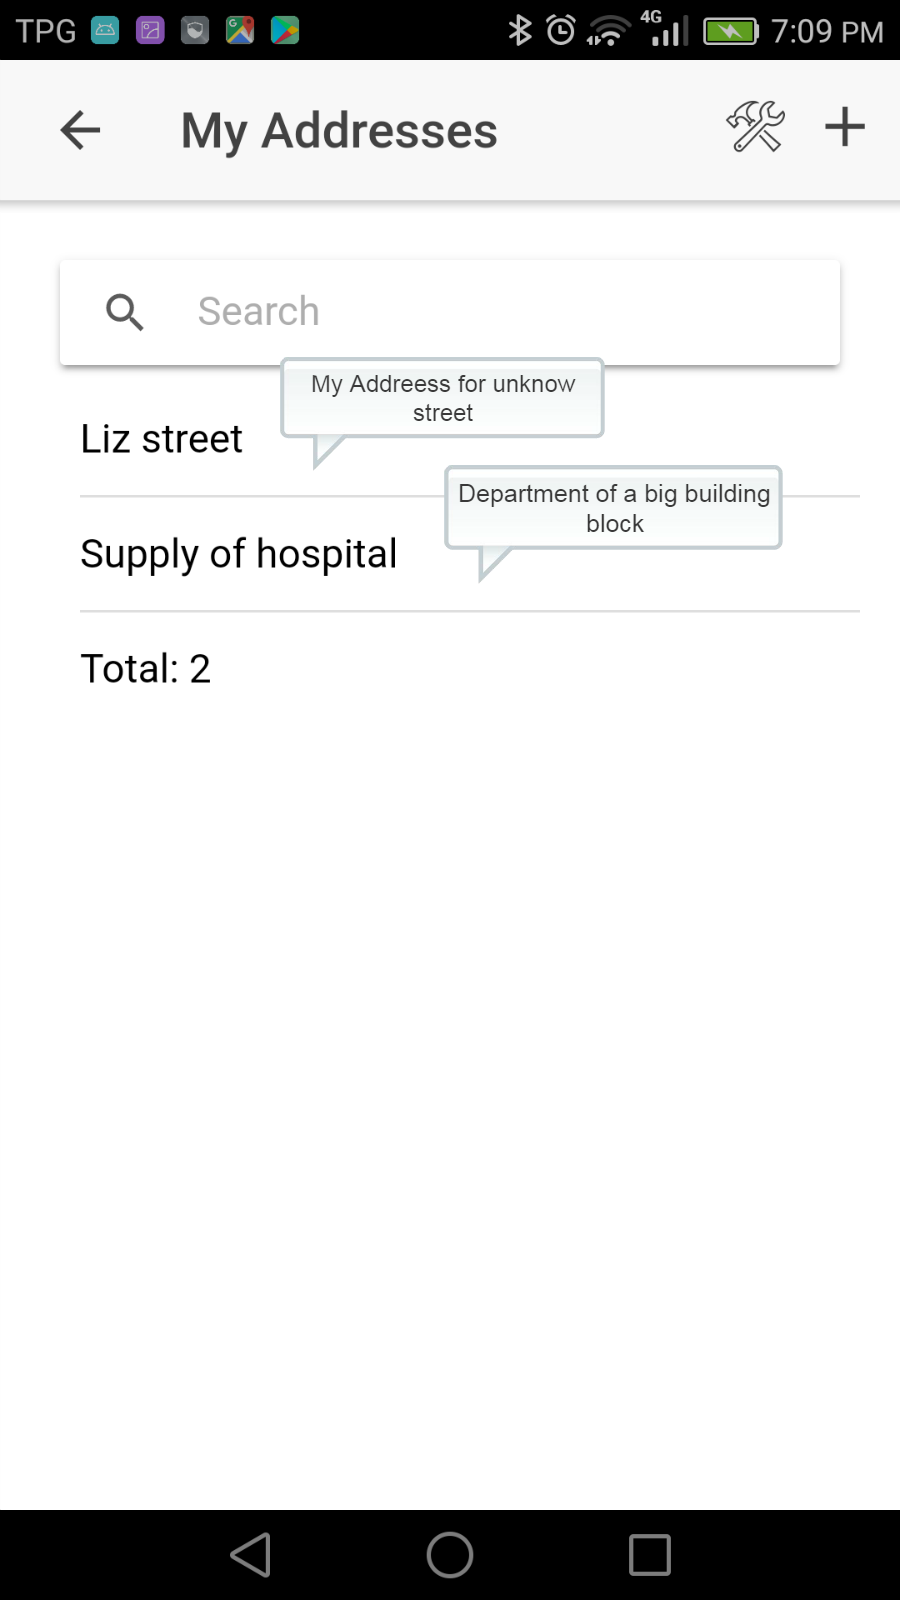 TPG 4G 7:09 PM
My Addresses
Search
My Addreess for unknow
street
Liz street
Department of a big building
block
Supply of hospital
Total: 2